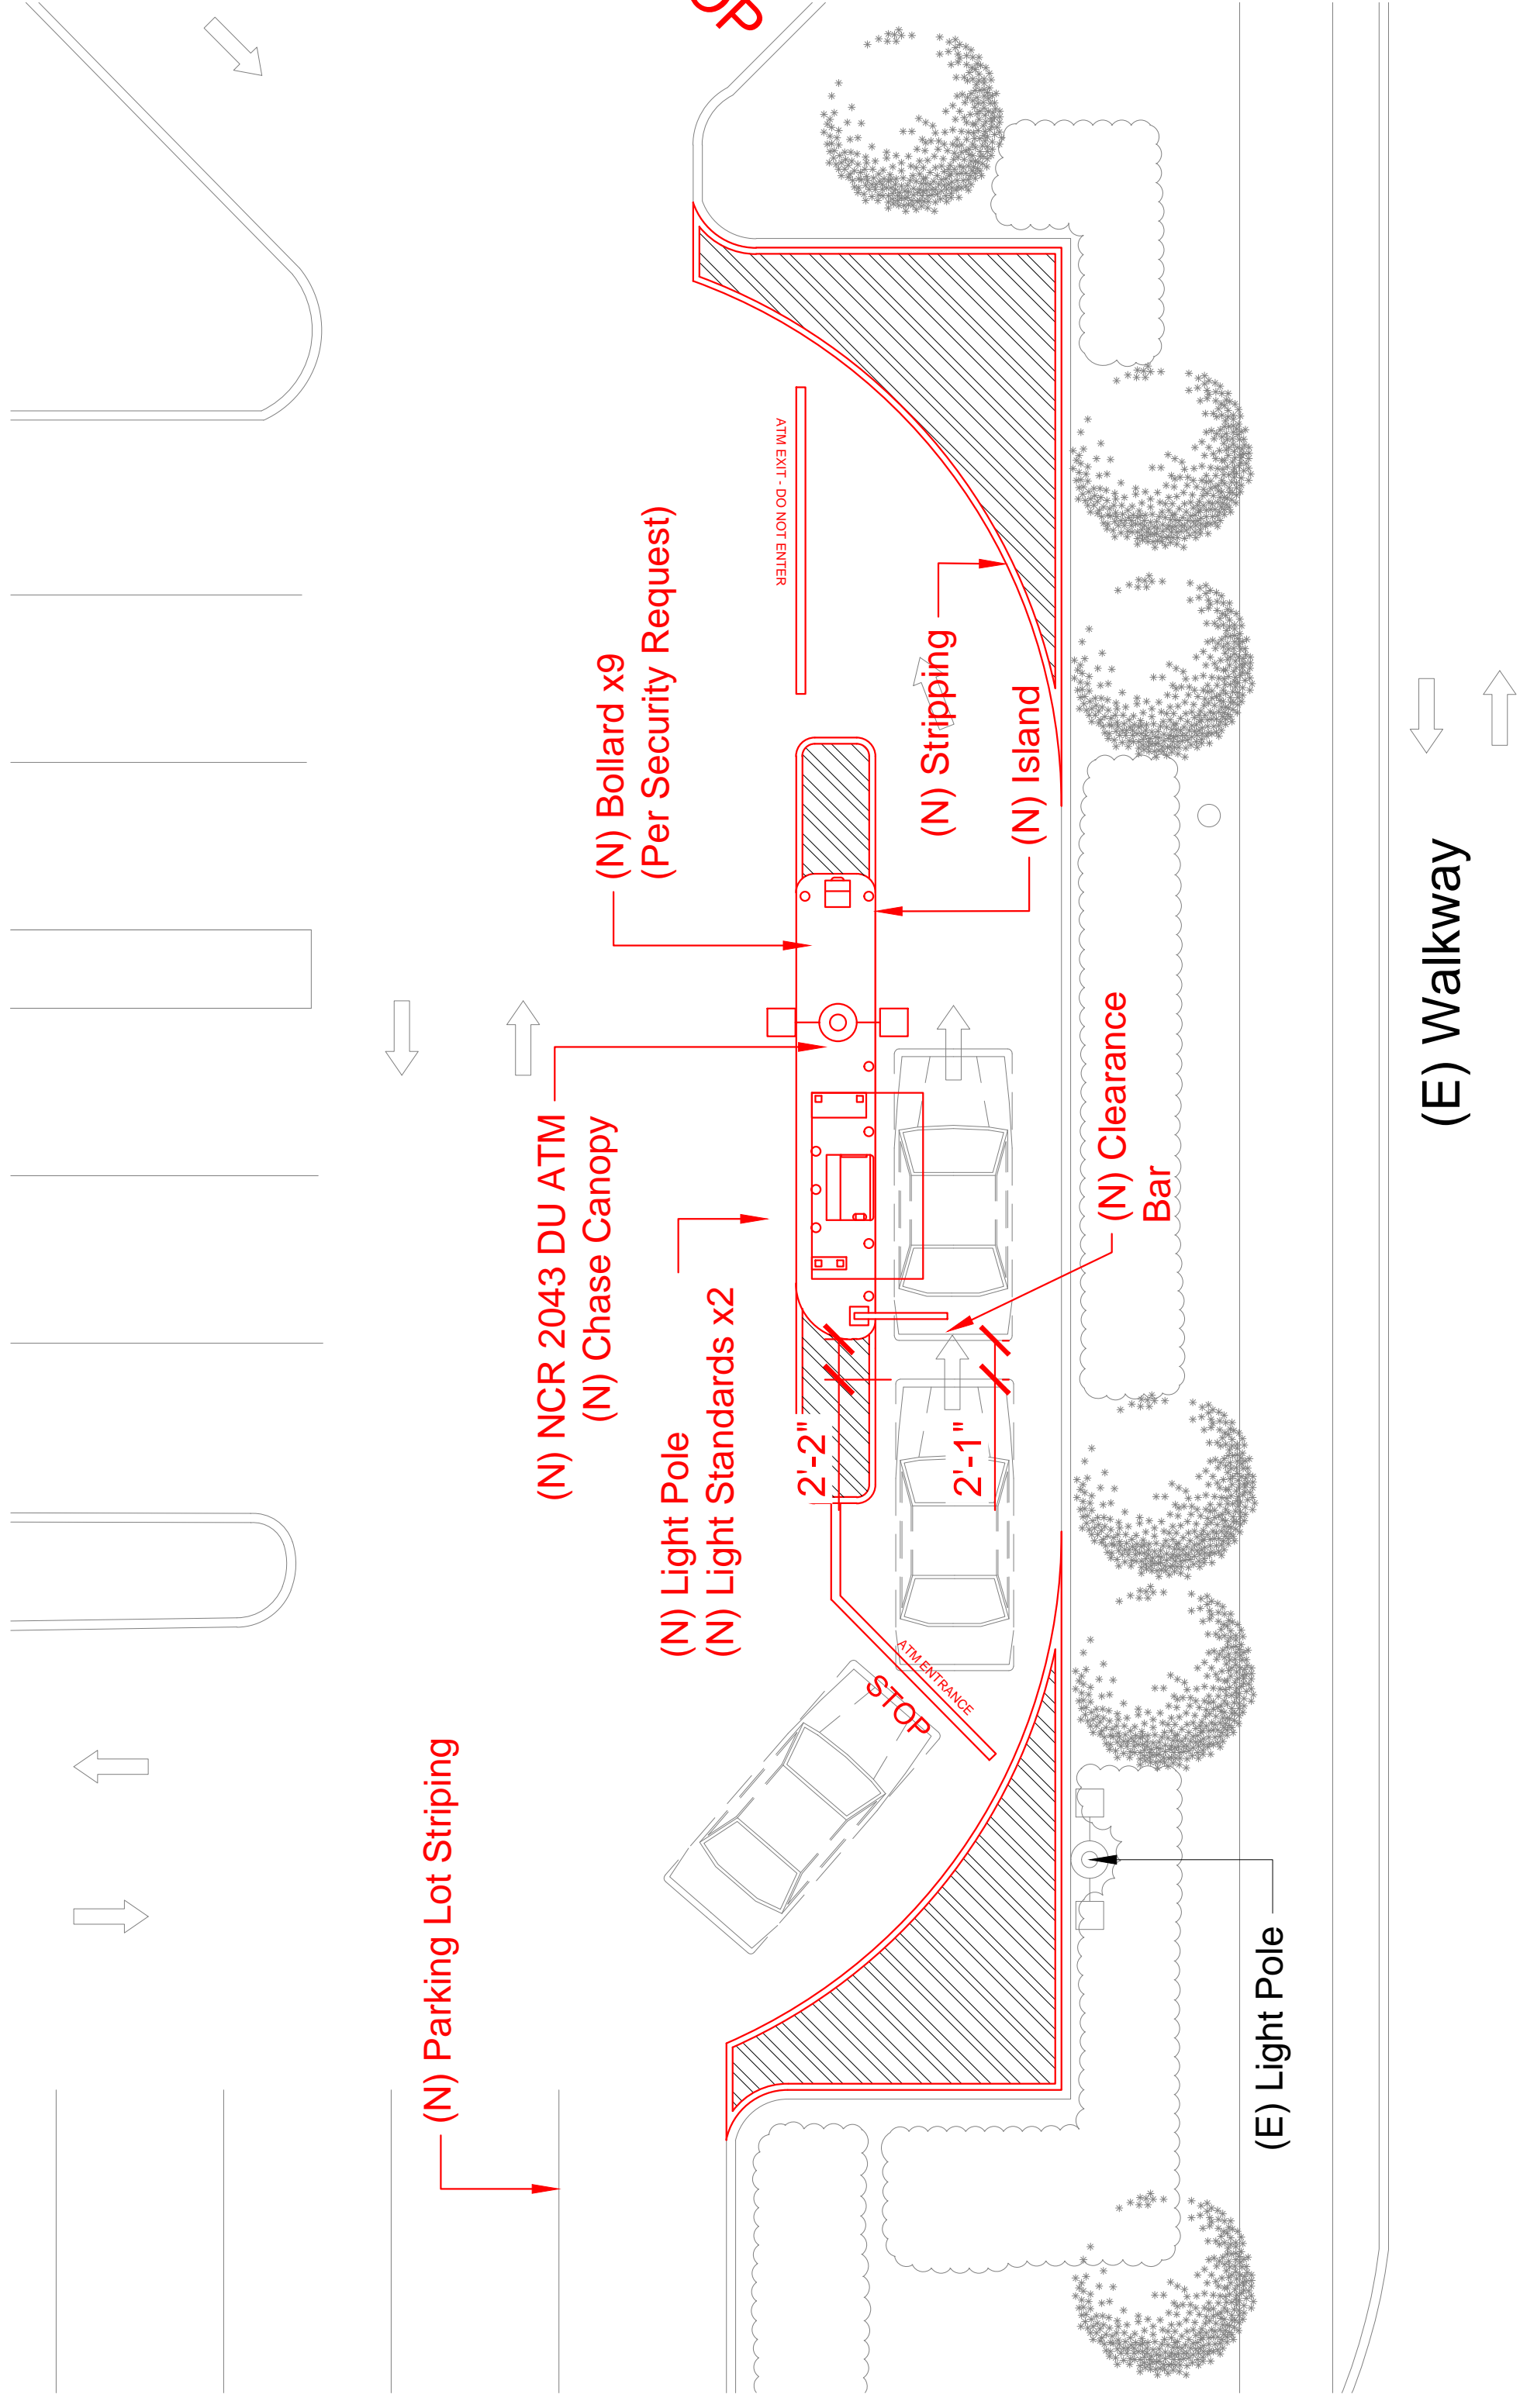 (N) Parking Lot Striping
(N) NCR 2043 DU ATM
(N) Chase Canopy
(N) Bollard x9
(Per Security Request)
(N) Light Pole
(N) Light Standards x2
ATM EXIT - DO NOT ENTER
2'-2"
STOP
ATM ENTRANCE
(N) Stripping
2'-1"
(N) Island
(N) Clearance
Bar
(E) Light Pole
(E) Walkway